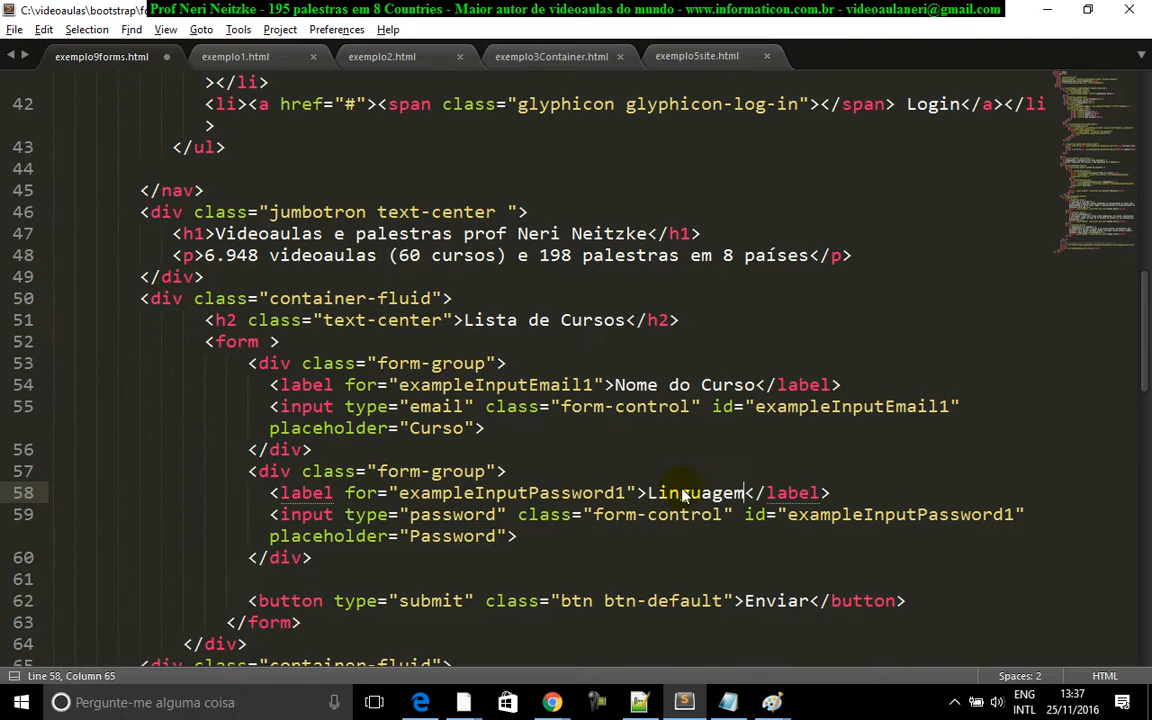 C:\videoaulas\bootstrap\fo
Prof Neri Neitzke - 195 palestras em 8 Countries - Maior autor de videoaulas do mundo - www.informaticon.com.br - videoaulaneri@gmail.com
File Edit Selection Find View Goto Tools Project Preferences Help
exemplo9forms.html exemplo1.html exemplo2.html exemplo3Container.html exemplo5site.html
></li>
42 <li><a href="#"><span class="glyphicon glyphicon-log-in"></span> Login</a></li
>
43 </ul>
44
45 </nav>
46 <div class="jumbotron text-center ">
47 <h1>Videoaulas e palestras prof Neri Neitzke</h1>
48 <p>6.948 videoaulas (60 cursos) e 198 palestras em 8 países</p>
49 </div>
50 <div class="container-fluid">
51 <h2 class="text-center">Lista de Cursos</h2>
52 <form >
53 <div class="form-group">
54 <label for="exampleInputEmail1">Nome do Curso</label>
55 <input type="email" class="form-control" id="exampleInputEmail1"
placeholder="Curso">
56 </div>
57 <div class="form-group">
58 <label for="exampleInputPassword1">Linguagem</label>
59 <input type="password" class="form-control" id="exampleInputPassword1"
placeholder="Password">
60 </div>
61
62 <button type="submit" class="btn btn-default">Enviar</button>
63 </form>
64 </div>
65 <div class="container-fluid">
Line 58, Column 65 Spaces: 2 HTML
Pergunte-me alguma coisa
ENG 13:37
INTL 25/11/2016